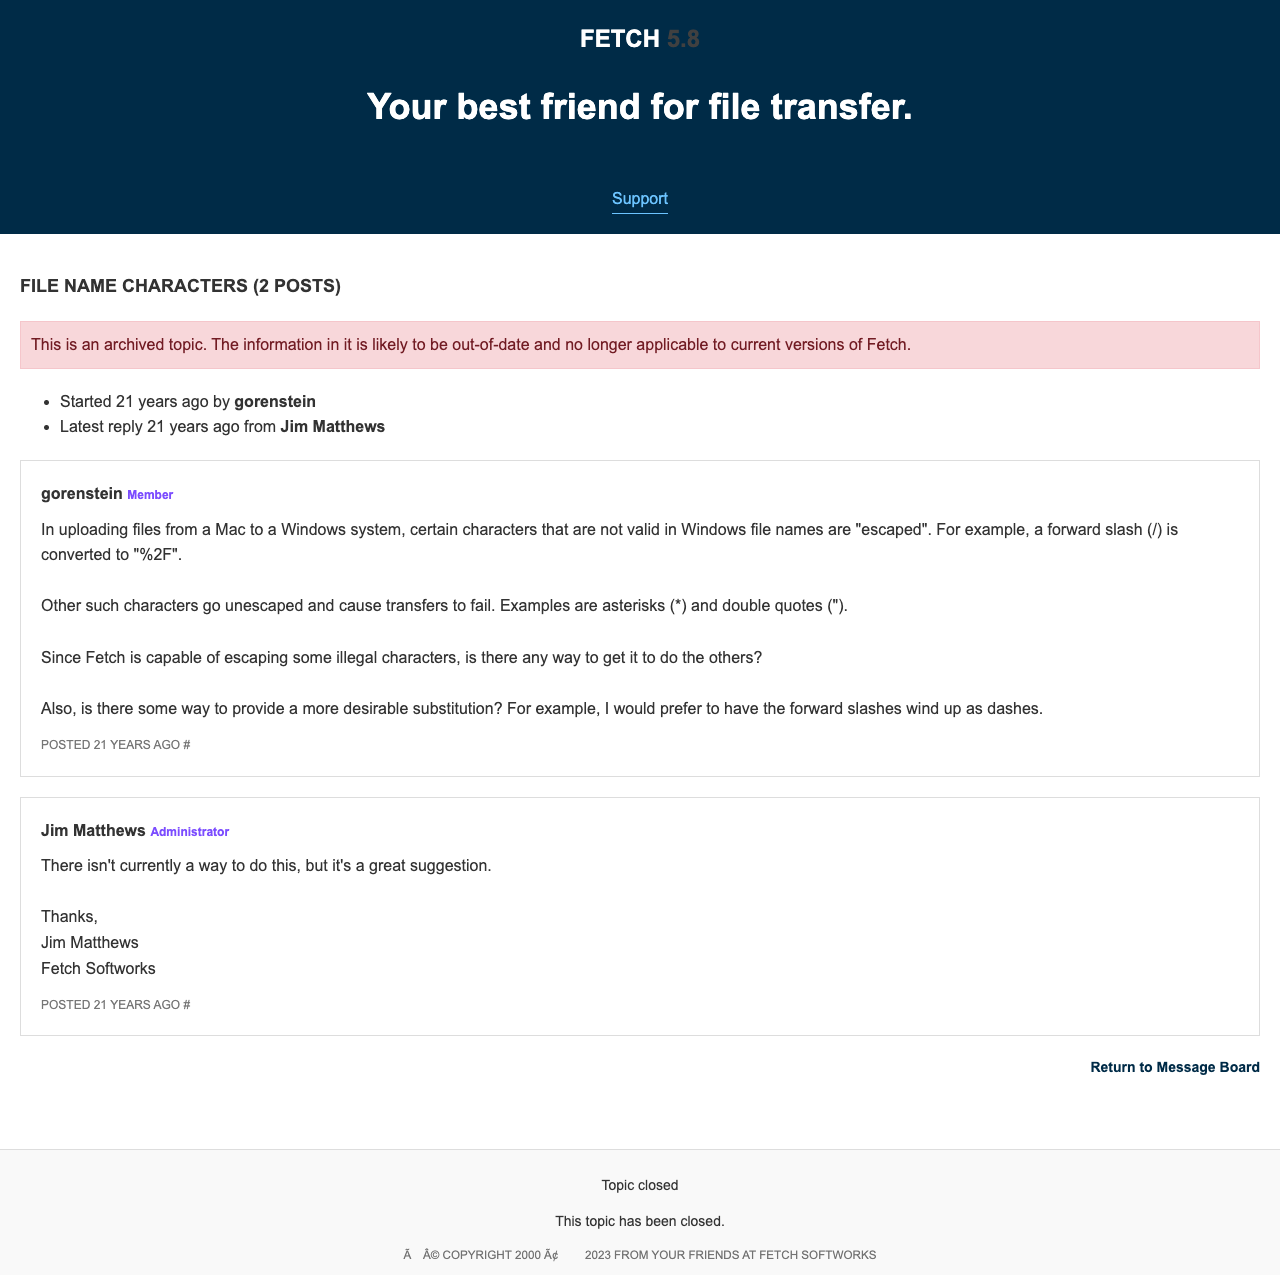 FETCH 5.8
Your best friend for file transfer.
Support
FILE NAME CHARACTERS (2 POSTS)
This is an archived topic. The information in it is likely to be out-of-date and no longer applicable to current versions of Fetch.
• Started 21 years ago by gorenstein
• Latest reply 21 years ago from Jim Matthews
gorenstein Member
In uploading files from a Mac to a Windows system, certain characters that are not valid in Windows file names are "escaped". For example, a forward slash (/) is
converted to "%2F".
Other such characters go unescaped and cause transfers to fail. Examples are asterisks (*) and double quotes (").
Since Fetch is capable of escaping some illegal characters, is there any way to get it to do the others?
Also, is there some way to provide a more desirable substitution? For example, I would prefer to have the forward slashes wind up as dashes.
POSTED 21 YEARS AGO #
Jim Matthews Administrator
There isn't currently a way to do this, but it's a great suggestion.
Thanks,
Jim Matthews
Fetch Softworks
POSTED 21 YEARS AGO #
Return to Message Board
Topic closed
This topic has been closed.
Ã Â© COPYRIGHT 2000 Ã¢ 2023 FROM YOUR FRIENDS AT FETCH SOFTWORKS